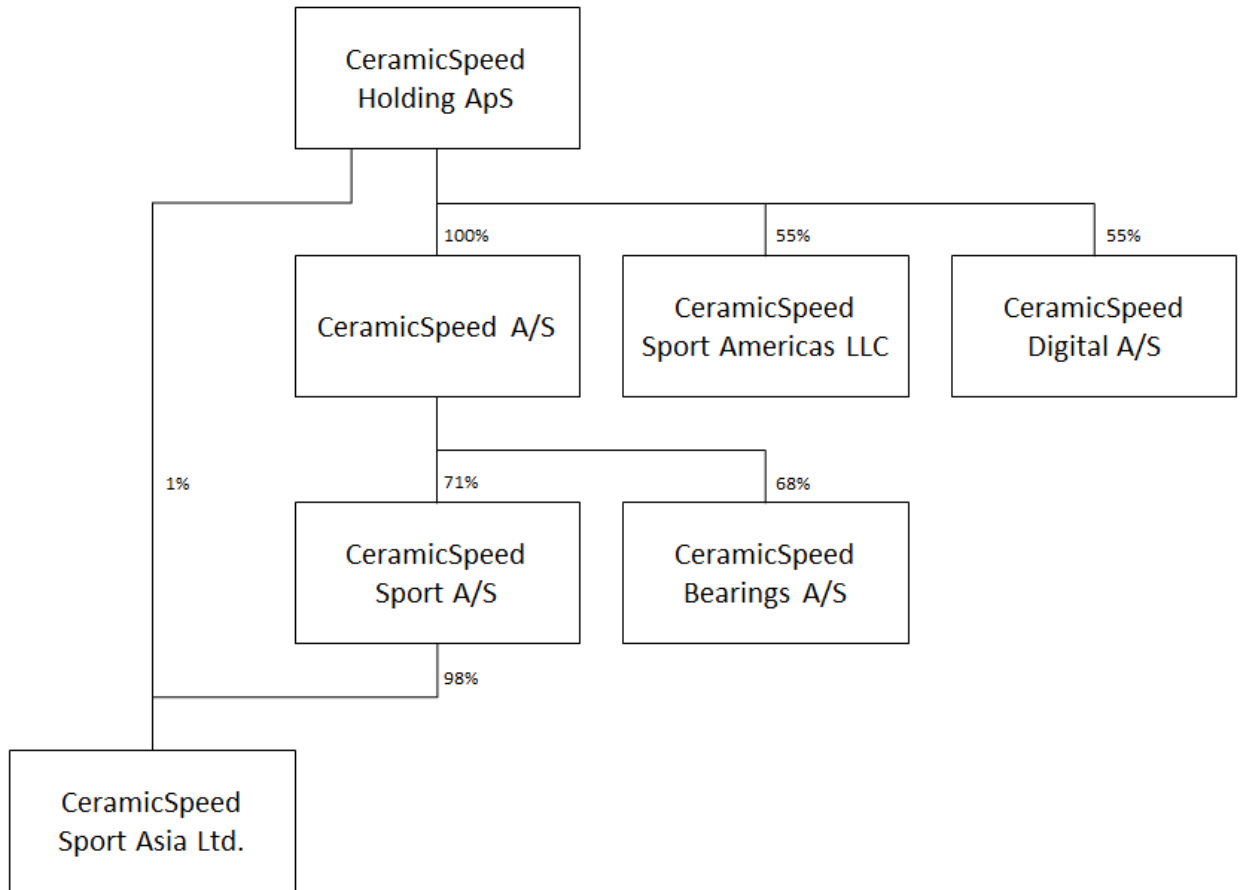 CeramicSpeed
Holding ApS
100%
55%
55%
CeramicSpeed A/S
CeramicSpeed
Sport Americas LLC
CeramicSpeed
Digital A/S
1%
71%
68%
CeramicSpeed
Sport A/S
CeramicSpeed
Bearings A/S
98%
CeramicSpeed
Sport Asia Ltd.